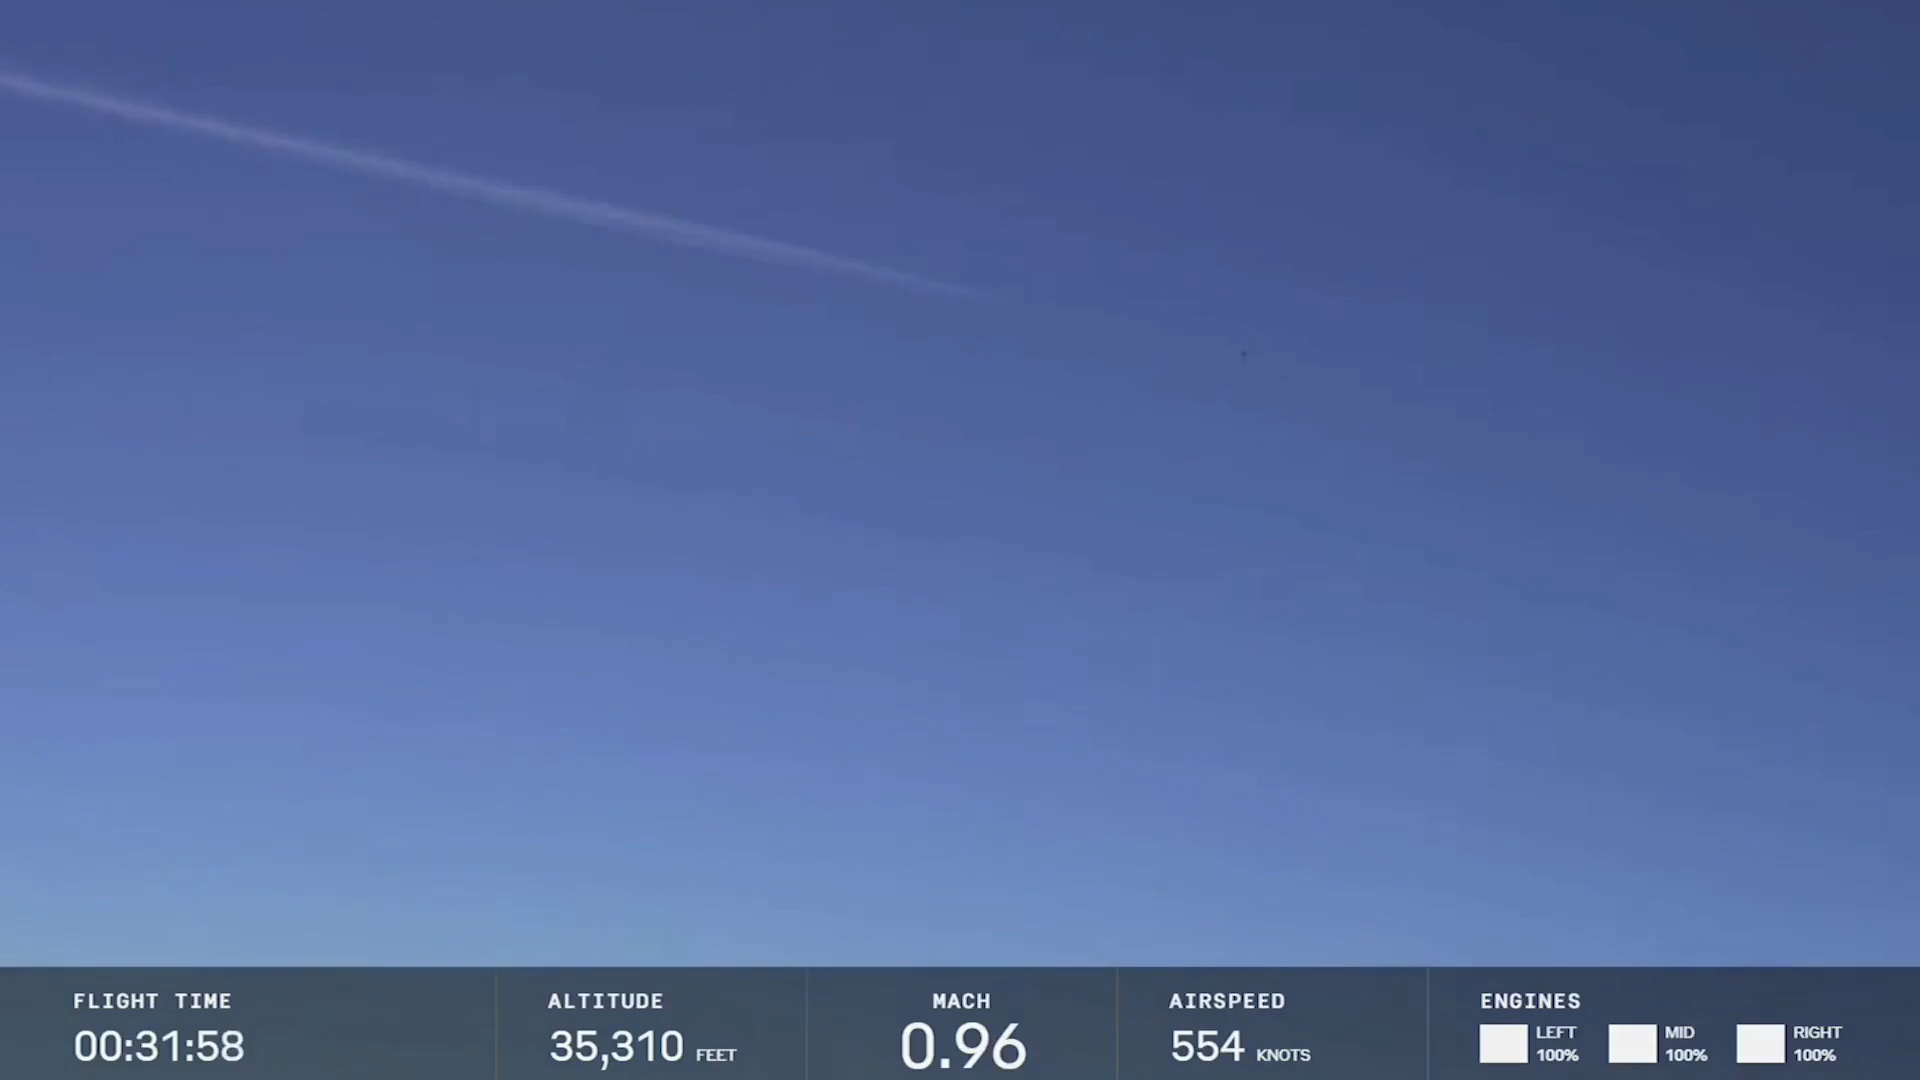 FLIGHT TIME
00:31:58
ALTITUDE
35,310 FEET
MACH
0.96
AIRSPEED
554 KNOTS
ENGINES
LEFT
100%
MID
100%
RIGHT
100%